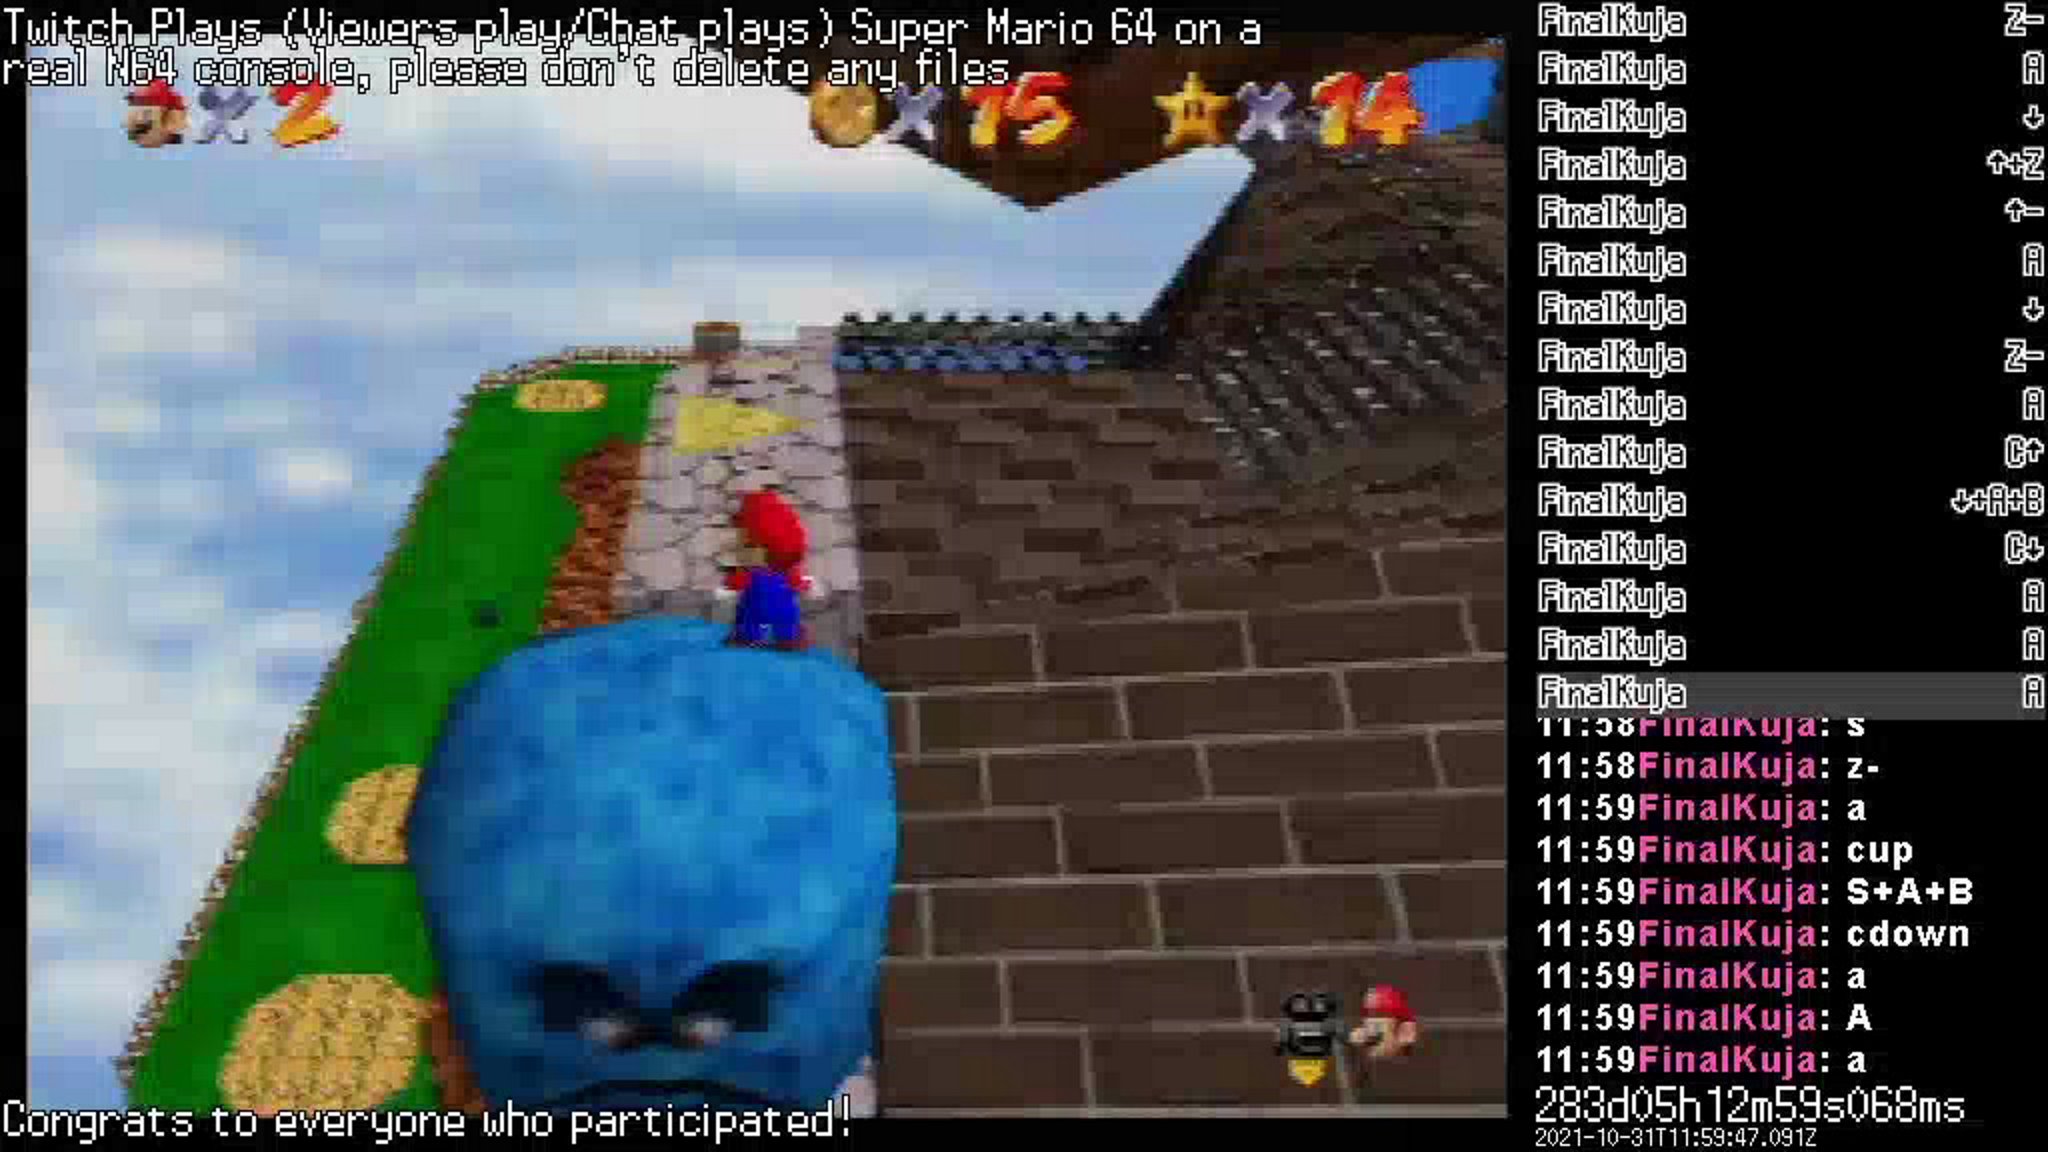 Twitch Plays (Viewers play/Chat plays) Super Mario 64 on a
real N64 console, please don't delete any files
× 2 × 15 × 14
FinalKuja Z-
FinalKuja A
FinalKuja ↓
FinalKuja ↑+Z
FinalKuja ↑-
FinalKuja A
FinalKuja ↓
FinalKuja Z-
FinalKuja A
FinalKuja C↑
FinalKuja ↓+A+B
FinalKuja C↓
FinalKuja A
FinalKuja A
FinalKuja A
11:58FinalKuja: s
11:58FinalKuja: z-
11:59FinalKuja: a
11:59FinalKuja: cup
11:59FinalKuja: S+A+B
11:59FinalKuja: cdown
11:59FinalKuja: a
11:59FinalKuja: A
11:59FinalKuja: a
283d05h12m59s068ms
2021-10-31T11:59:47.091Z
Congrats to everyone who participated!